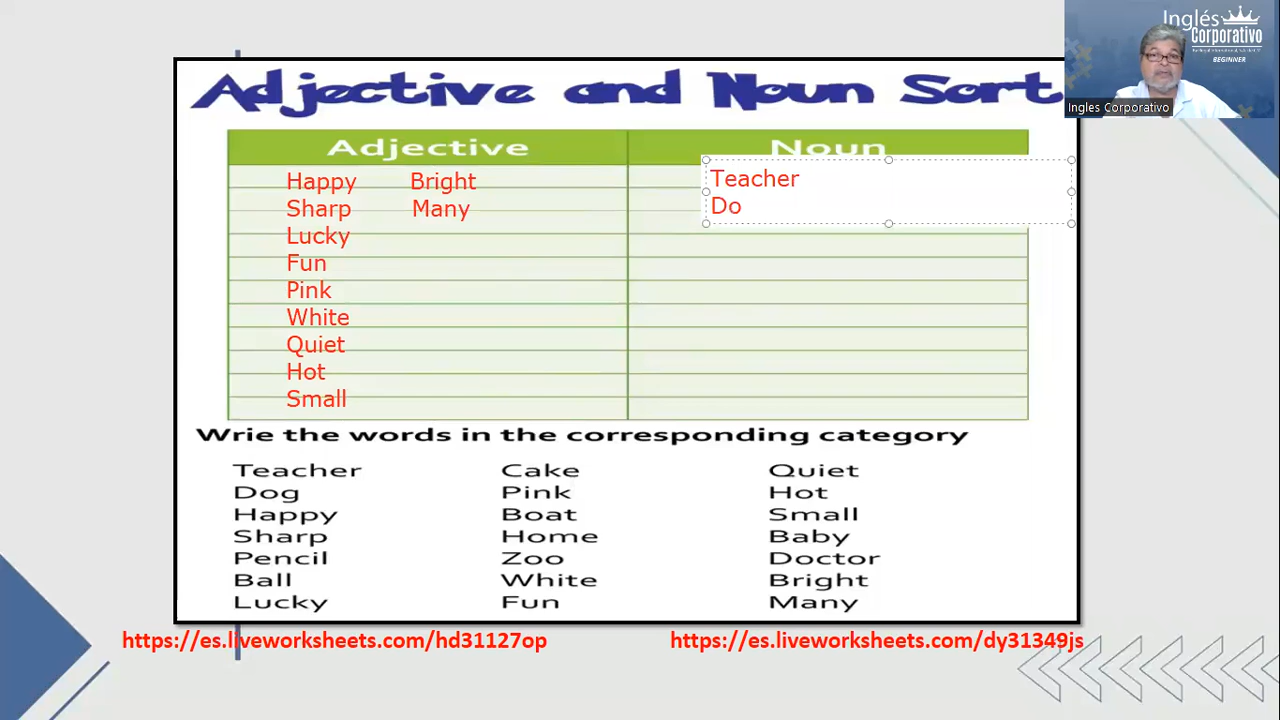 Inglés
Corporativo
BEGINNER
Ingles Corporativo
Adjective and Noun Sort
Adjective Noun
Happy Bright Teacher
Sharp Many Do
Lucky
Fun
Pink
White
Quiet
Hot
Small
Wrie the words in the corresponding category
Teacher Cake Quiet
Dog Pink Hot
Happy Boat Small
Sharp Home Baby
Pencil Zoo Doctor
Ball White Bright
Lucky Fun Many
https://es.liveworksheets.com/hd31127op https://es.liveworksheets.com/dy31349js